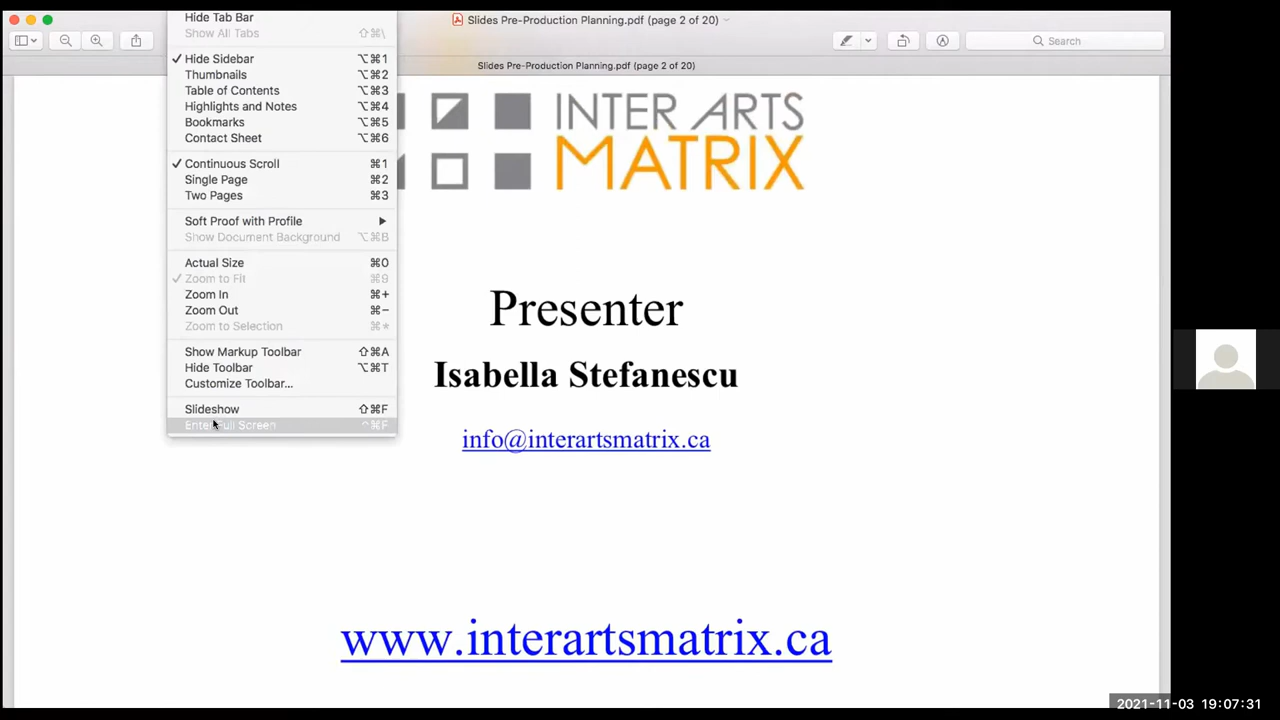 Hide Tab Bar
Show All Tabs ⇧⌘\
✓ Hide Sidebar ⌥⌘1
Thumbnails ⌥⌘2
Table of Contents ⌥⌘3
Highlights and Notes ⌥⌘4
Bookmarks ⌥⌘5
Contact Sheet ⌥⌘6
✓ Continuous Scroll ⌘1
Single Page ⌘2
Two Pages ⌘3
Soft Proof with Profile
Show Document Background ⌥⌘B
Actual Size ⌘0
✓ Zoom to Fit ⌘9
Zoom In ⌘+
Zoom Out ⌘−
Zoom to Selection ⌘*
Show Markup Toolbar ⇧⌘A
Hide Toolbar ⌥⌘T
Customize Toolbar...
Slideshow ⇧⌘F
Enter Full Screen ⌃⌘F
Slides Pre-Production Planning.pdf (page 2 of 20)
Search
Slides Pre-Production Planning.pdf (page 2 of 20)
INTER ARTS
MATRIX
Presenter
Isabella Stefanescu
info@interartsmatrix.ca
www.interartsmatrix.ca
2021-11-03 19:07:31